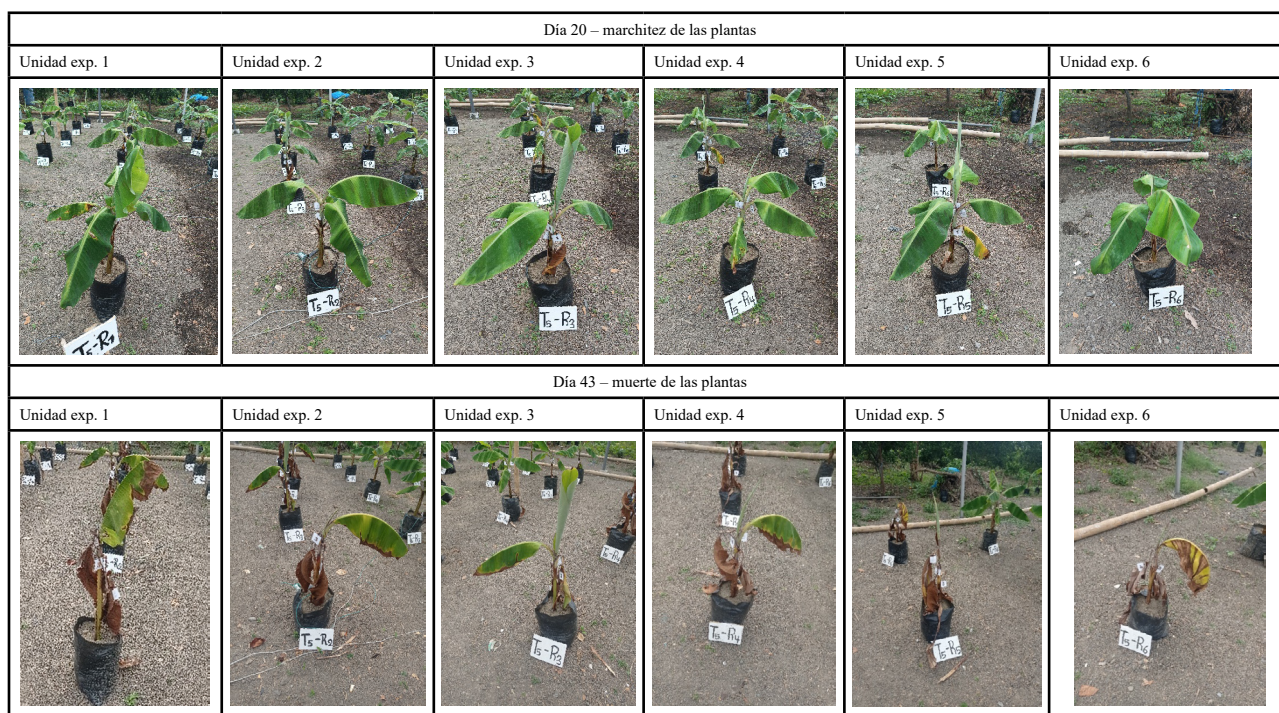 Día 20 – marchitez de las plantas
Unidad exp. 1
Unidad exp. 2
Unidad exp. 3
Unidad exp. 4
Unidad exp. 5
Unidad exp. 6
T5-R2
T5-R3
T5-R4
T5-R5
T5-R6
Día 43 – muerte de las plantas
Unidad exp. 1
Unidad exp. 2
Unidad exp. 3
Unidad exp. 4
Unidad exp. 5
Unidad exp. 6
T5-R2
T5-R3
T5-R4
T5-R5
T5-R6